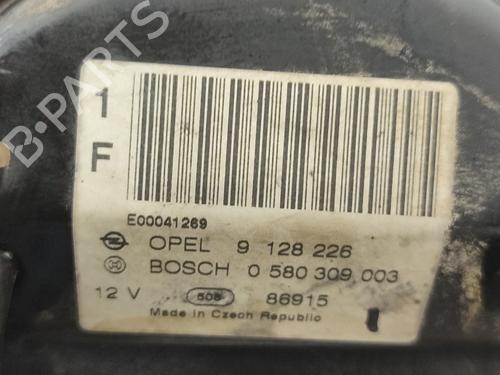 B-PARTS
1
F
E00041269
OPEL 9 128 226
BOSCH 0 580 309 003
12 V 508 86915
Made in Czech Republic